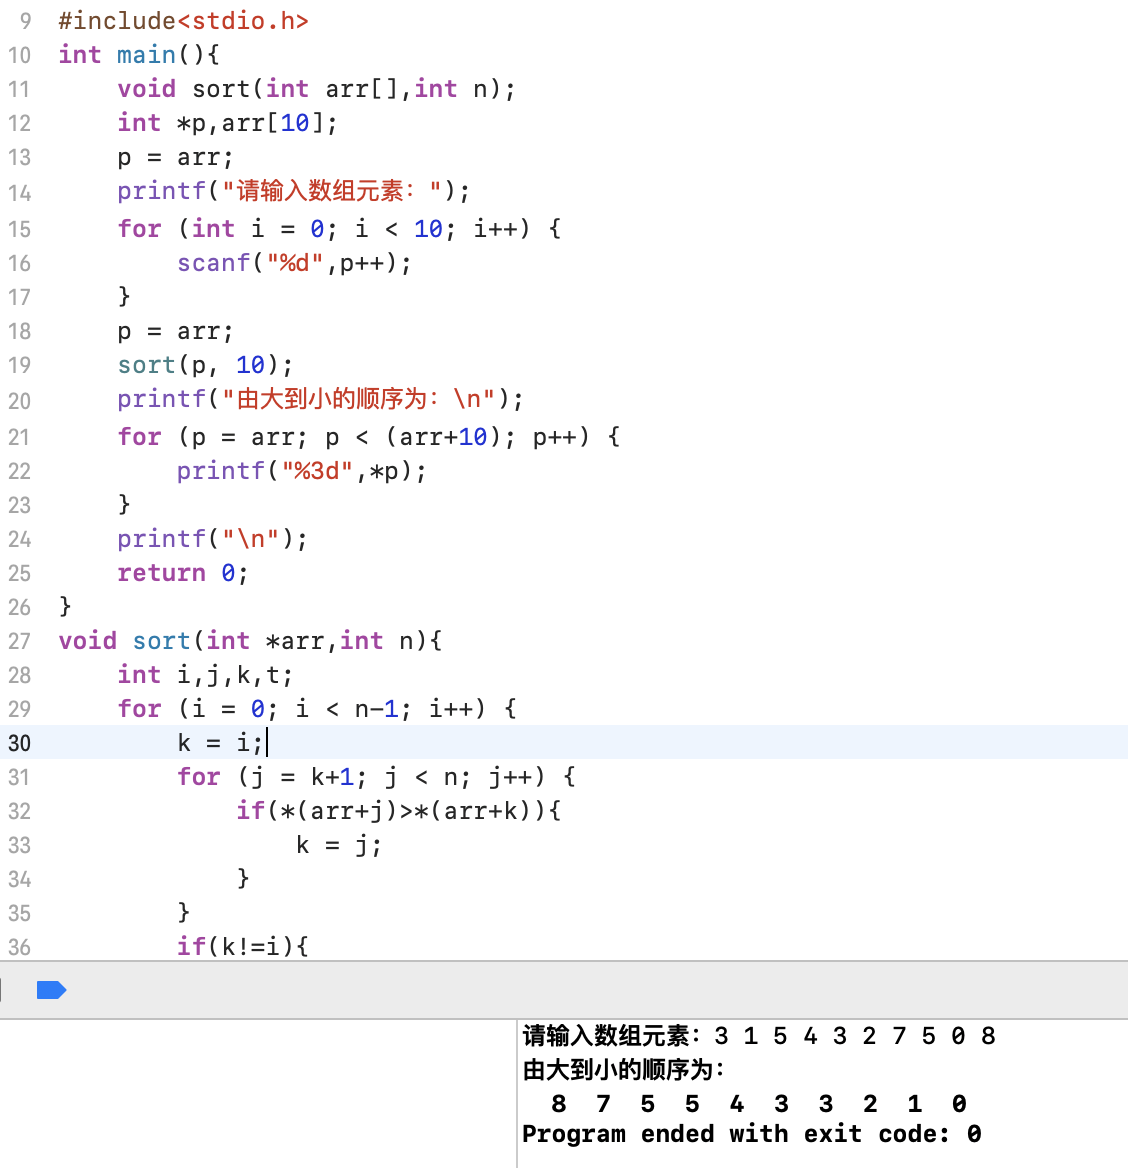 9 #include<stdio.h>
10 int main(){
11     void sort(int arr[],int n);
12     int *p,arr[10];
13     p = arr;
14     printf("请输入数组元素：");
15     for (int i = 0; i < 10; i++) {
16         scanf("%d",p++);
17     }
18     p = arr;
19     sort(p, 10);
20     printf("由大到小的顺序为：\n");
21     for (p = arr; p < (arr+10); p++) {
22         printf("%3d",*p);
23     }
24     printf("\n");
25     return 0;
26 }
27 void sort(int *arr,int n){
28     int i,j,k,t;
29     for (i = 0; i < n-1; i++) {
30         k = i;
31         for (j = k+1; j < n; j++) {
32             if(*(arr+j)>*(arr+k)){
33                 k = j;
34             }
35         }
36         if(k!=i){
请输入数组元素：3 1 5 4 3 2 7 5 0 8
由大到小的顺序为：
  8  7  5  5  4  3  3  2  1  0
Program ended with exit code: 0